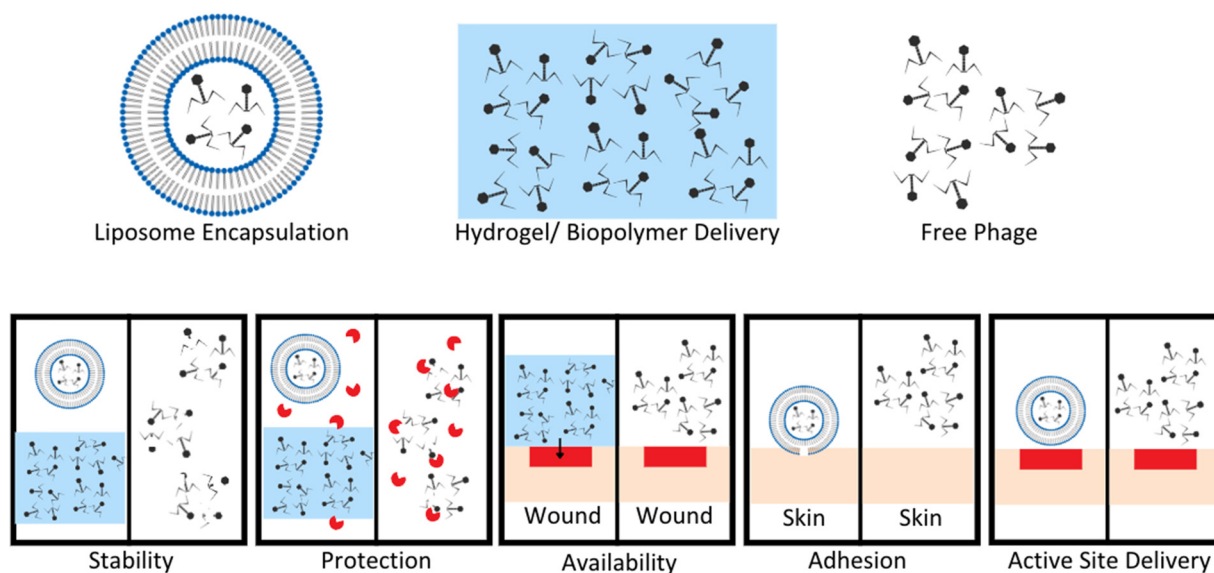 Liposome Encapsulation
Hydrogel/ Biopolymer Delivery
Free Phage
Wound
Wound
Skin
Skin
Stability
Protection
Availability
Adhesion
Active Site Delivery